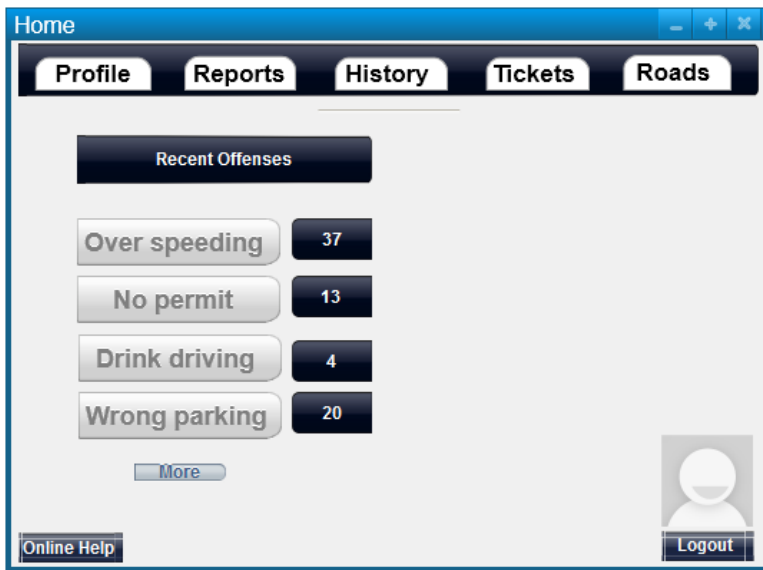 Home
Profile Reports History Tickets Roads
Recent Offenses
Over speeding 37
No permit 13
Drink driving 4
Wrong parking 20
More
Online Help Logout